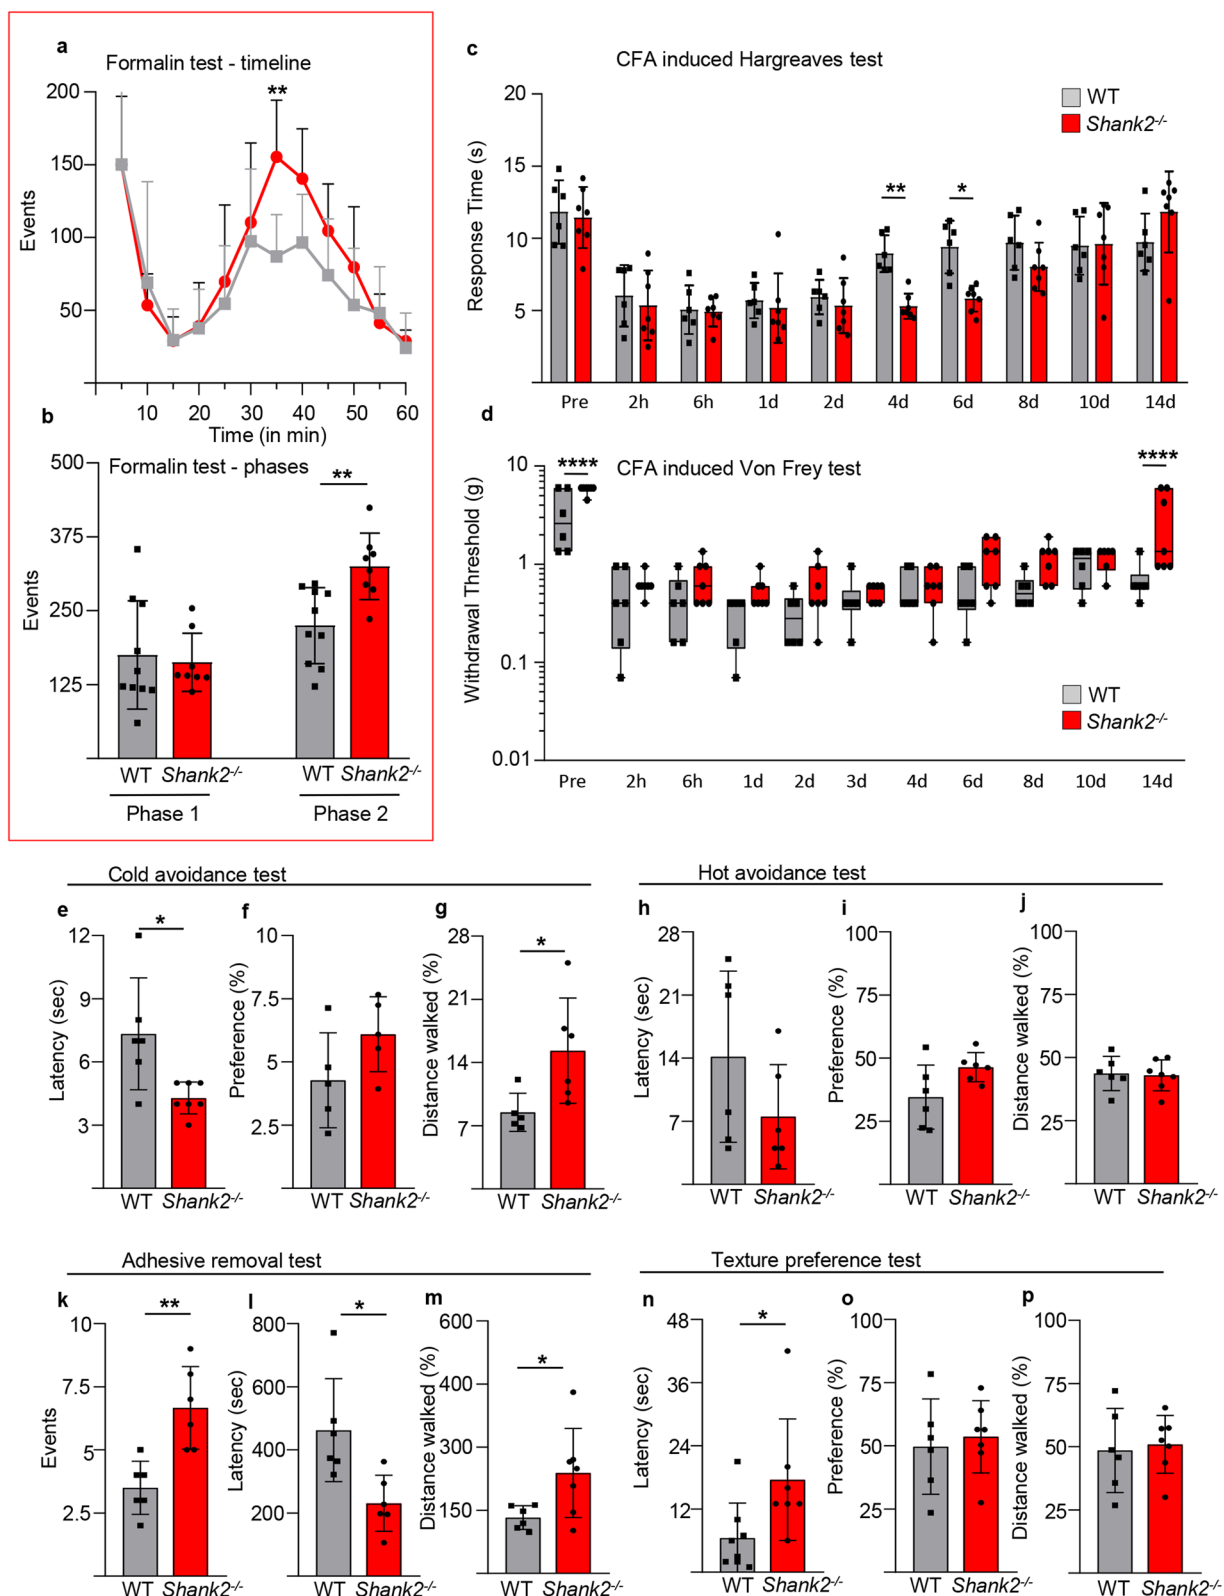 a
Formalin test - timeline
**
200
150
100
50
Events
10 20 30 40 50 60
Time (in min)
b
Formalin test - phases
**
500
375
250
125
Events
WT Shank2-/- WT Shank2-/-
Phase 1 Phase 2
c
CFA induced Hargreaves test
WT
Shank2-/-
20
15
10
5
Response Time (s)
** *
Pre 2h 6h 1d 2d 4d 6d 8d 10d 14d
d
CFA induced Von Frey test
**** ****
10
1
0.1
0.01
Withdrawal Threshold (g)
WT
Shank2-/-
Pre 2h 6h 1d 2d 3d 4d 6d 8d 10d 14d
Cold avoidance test
e
*
12
9
6
3
Latency (sec)
WT Shank2-/-
f
10
7.5
5
2.5
Preference (%)
WT Shank2-/-
g
*
28
21
14
7
Distance walked (%)
WT Shank2-/-
Hot avoidance test
h
28
21
14
7
Latency (sec)
WT Shank2-/-
i
100
75
50
25
Preference (%)
WT Shank2-/-
j
100
75
50
25
Distance walked (%)
WT Shank2-/-
Adhesive removal test
k
**
10
7.5
5
2.5
Events
WT Shank2-/-
l
*
800
600
400
200
Latency (sec)
WT Shank2-/-
m
*
600
400
300
150
Distance walked (%)
WT Shank2-/-
Texture preference test
n
*
48
36
24
12
Latency (sec)
WT Shank2-/-
o
100
75
50
25
Preference (%)
WT Shank2-/-
p
100
75
50
25
Distance walked (%)
WT Shank2-/-